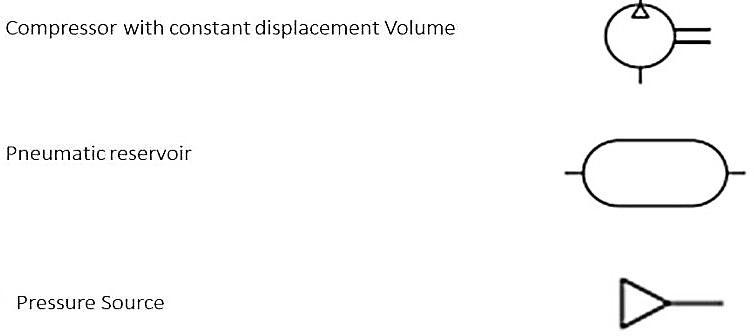 Compressor with constant displacement Volume
Pneumatic reservoir
Pressure Source